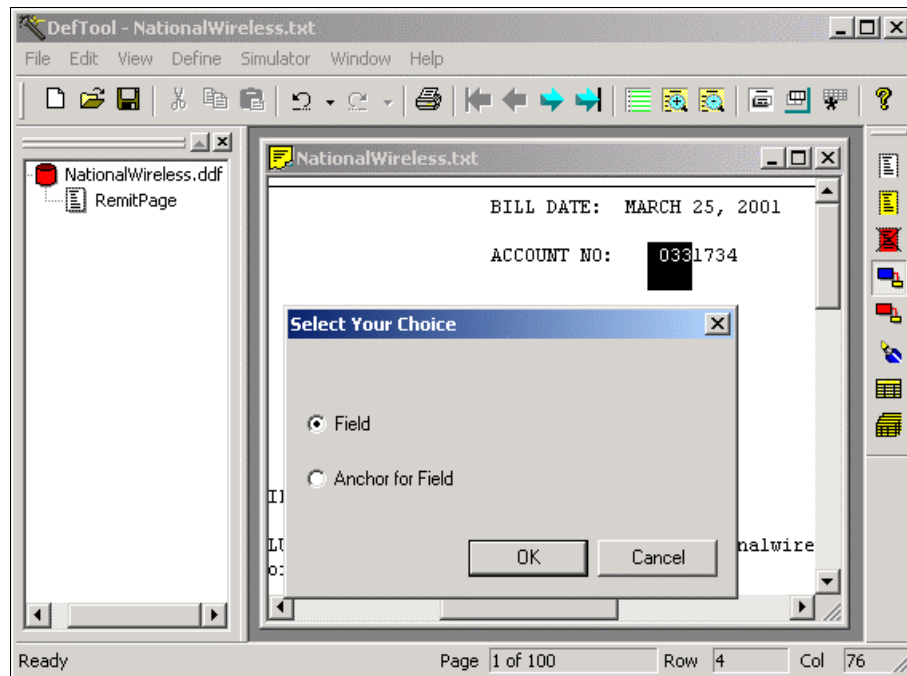 DefTool - NationalWireless.txt
File Edit View Define Simulator Window Help
NationalWireless.ddf
RemitPage
NationalWireless.txt
BILL DATE: MARCH 25, 2001
ACCOUNT NO: 0331734
Select Your Choice
Field
Anchor for Field
OK Cancel
nalwire
Ready Page 1 of 100 Row 4 Col 76